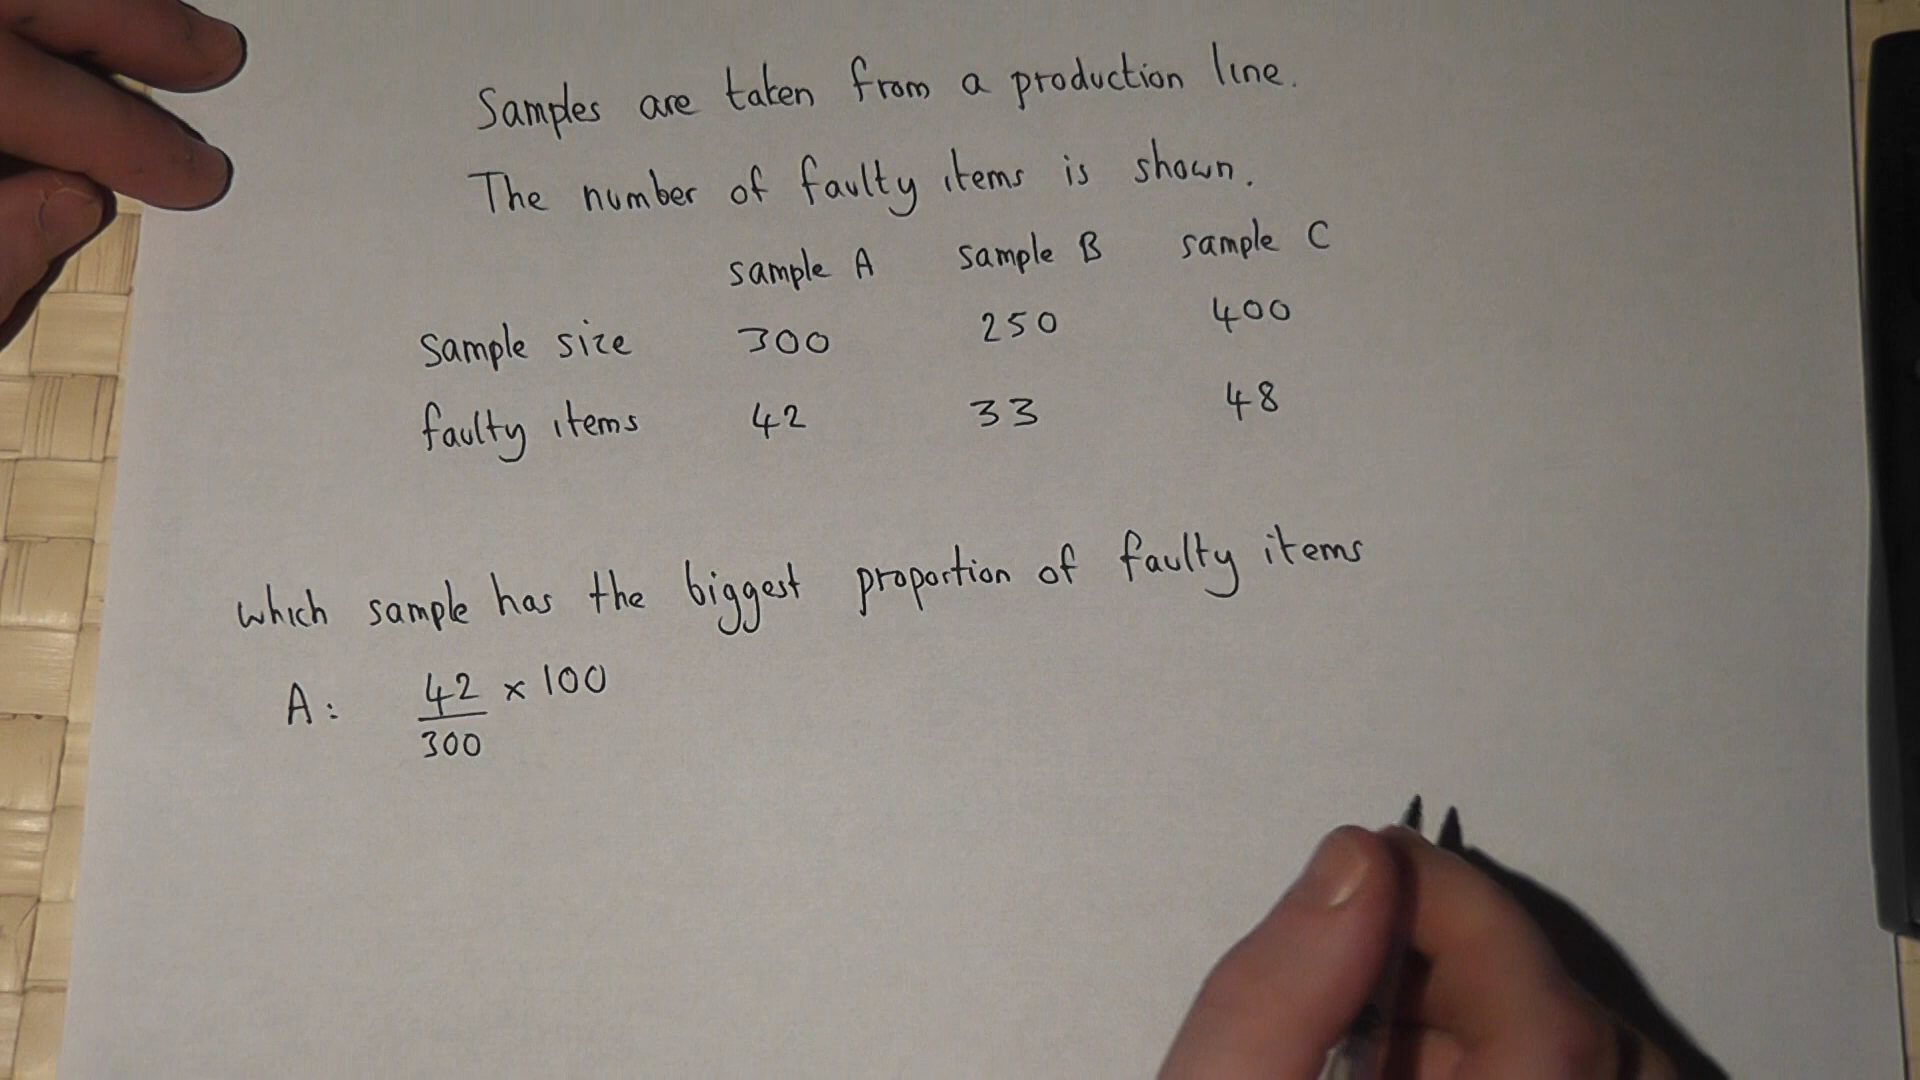 Samples are taken from a production line.
The number of faulty items is shown.
sample A sample B sample C
sample size 300 250 400
faulty items 42 33 48
which sample has the biggest proportion of faulty items
A: 42/300 × 100